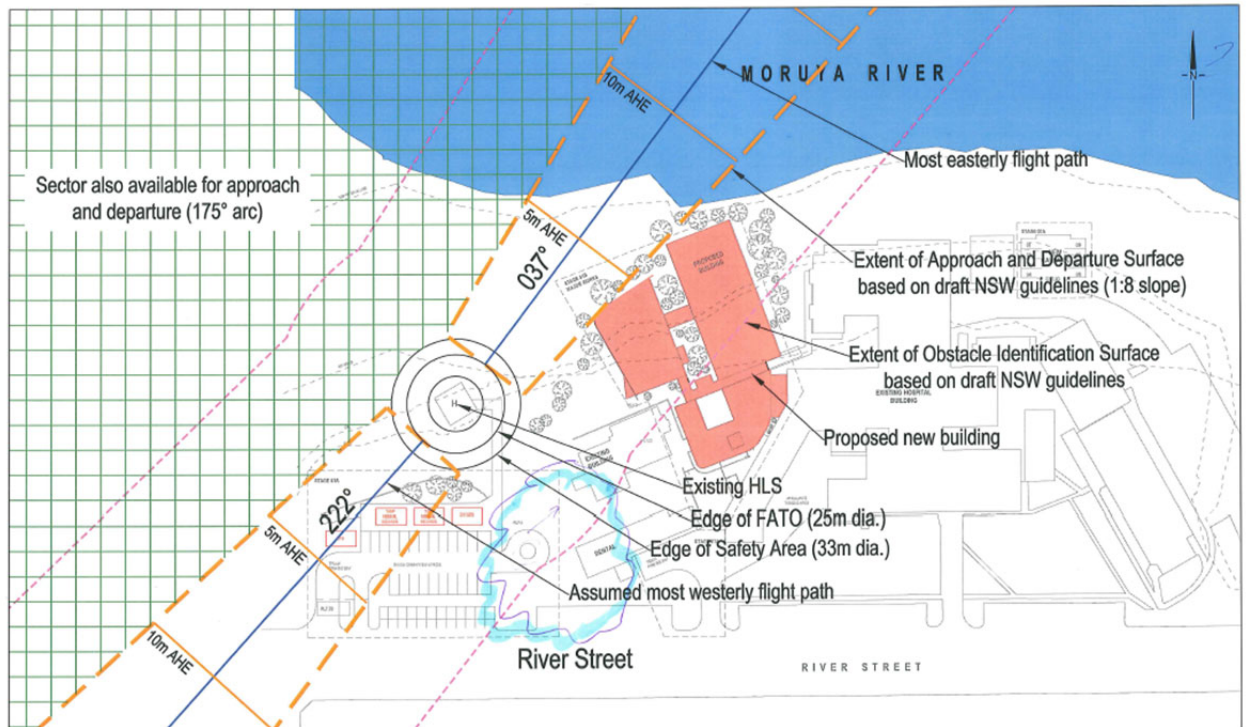 MORUYA RIVER
N
10m AHE
Most easterly flight path
Sector also available for approach
and departure (175° arc)
5m AHE
037°
PROPOSED
BUILDING
Extent of Approach and Departure Surface
based on draft NSW guidelines (1:8 slope)
Extent of Obstacle Identification Surface
based on draft NSW guidelines
EXISTING HOSPITAL
BUILDING
H
Proposed new building
EXISTING
BUILDING
Existing HLS
222°
Edge of FATO (25m dia.)
5m AHE
Edge of Safety Area (33m dia.)
DENTAL
Assumed most westerly flight path
10m AHE
River Street
RIVER STREET